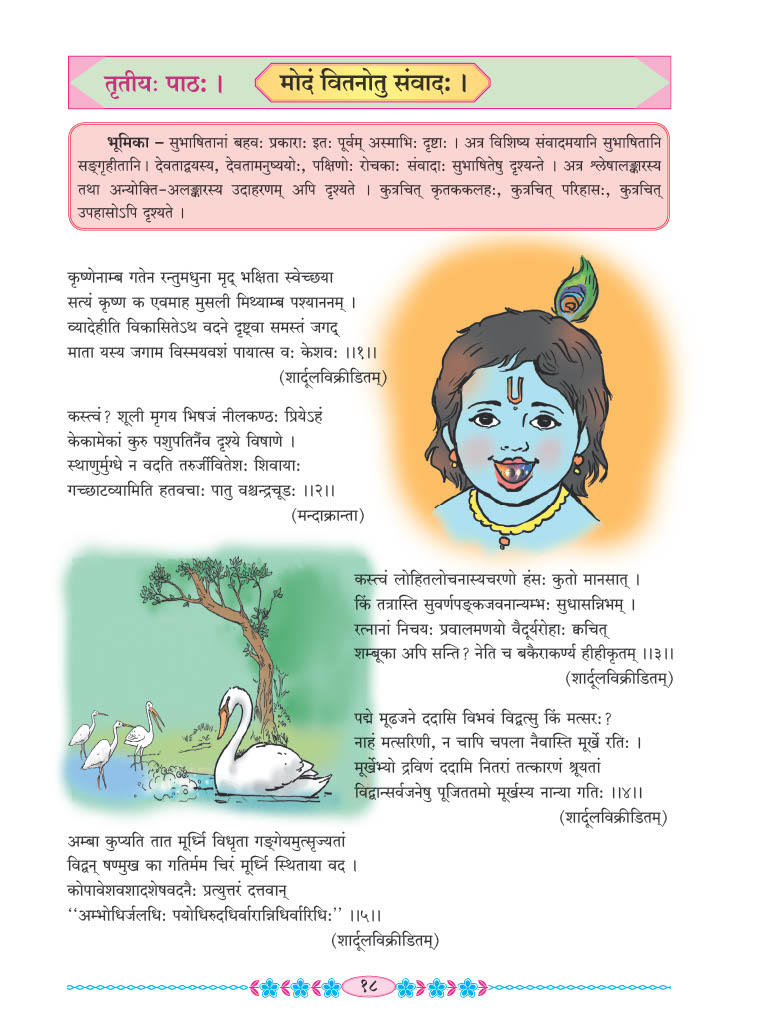 तृतीयः पाठः ।
मोदं वितनोतु संवादः ।
भूमिका – सुभाषितानां बहवः प्रकाराः इतः पूर्वम् अस्माभिः दृष्टाः । अत्र विशिष्य संवादमयानि सुभाषितानि
सङ्गृहीतानि। देवताद्वयस्य, देवतामनुष्ययोः, पक्षिणोः रोचकाः संवादाः सुभाषितेषु दृश्यन्ते । अत्र श्लेषालङ्कारस्य
तथा अन्योक्ति-अलङ्कारस्य उदाहरणम् अपि दृश्यते । कुत्रचित् कृतककलहः, कुत्रचित् परिहासः, कुत्रचित्
उपहासोऽपि दृश्यते ।
कृष्णेनाम्ब गतेन रन्तुमधुना मृद् भक्षिता स्वेच्छया
सत्यं कृष्ण क एवमाह मुसली मिथ्याम्ब पश्याननम् ।
व्यादेहीति विकासितेऽथ वदने दृष्ट्वा समस्तं जगद्
माता यस्य जगाम विस्मयवशं पायात्स वः केशवः ।।१।।
(शार्दूलविक्रीडितम्)
कस्त्वं? शूली मृगय भिषजं नीलकण्ठः प्रियेऽहं
केकामेकां कुरु पशुपतिर्नैव दृश्ये विषाणे ।
स्थाणुर्मुग्धे न वदति तरुर्जीवितेशः शिवायाः
गच्छाटव्यामिति हतवचाः पातु वश्चन्द्रचूडः ।।२।।
(मन्दाक्रान्ता)
कस्त्वं लोहितलोचनास्यचरणो हंसः कुतो मानसात् ।
किं तत्रास्ति सुवर्णपङ्कजवनान्यम्भः सुधासन्निभम् ।
रत्नानां निचयः प्रवालमणयो वैदूर्यरोहाः क्वचित्
शम्बूका अपि सन्ति? नेति च बकैराकर्ण्य हीहीकृतम् ।।३।।
(शार्दूलविक्रीडितम्)
पद्मे मूढजने ददासि विभवं विद्वत्सु किं मत्सरः?
नाहं मत्सरिणी, न चापि चपला नैवास्ति मूर्खे रतिः ।
मूर्खेभ्यो द्रविणं ददामि नितरां तत्कारणं श्रूयतां
विद्वान्सर्वजनेषु पूजिततमो मूर्खस्य नान्या गतिः ।।४।।
(शार्दूलविक्रीडितम्)
अम्बा कुप्यति तात मूर्ध्नि विधृता गङ्गेयमुत्सृज्यतां
विद्वन् षण्मुख का गतिर्मम चिरं मूर्ध्नि स्थिताया वद ।
कोपावेशवशादशेषवदनैः प्रत्युत्तरं दत्तवान्
‘‘अम्भोधिर्जलधिः पयोधिरुदधिर्वारान्निधिर्वारिधिः’’ ।।५।।
(शार्दूलविक्रीडितम्)
१८